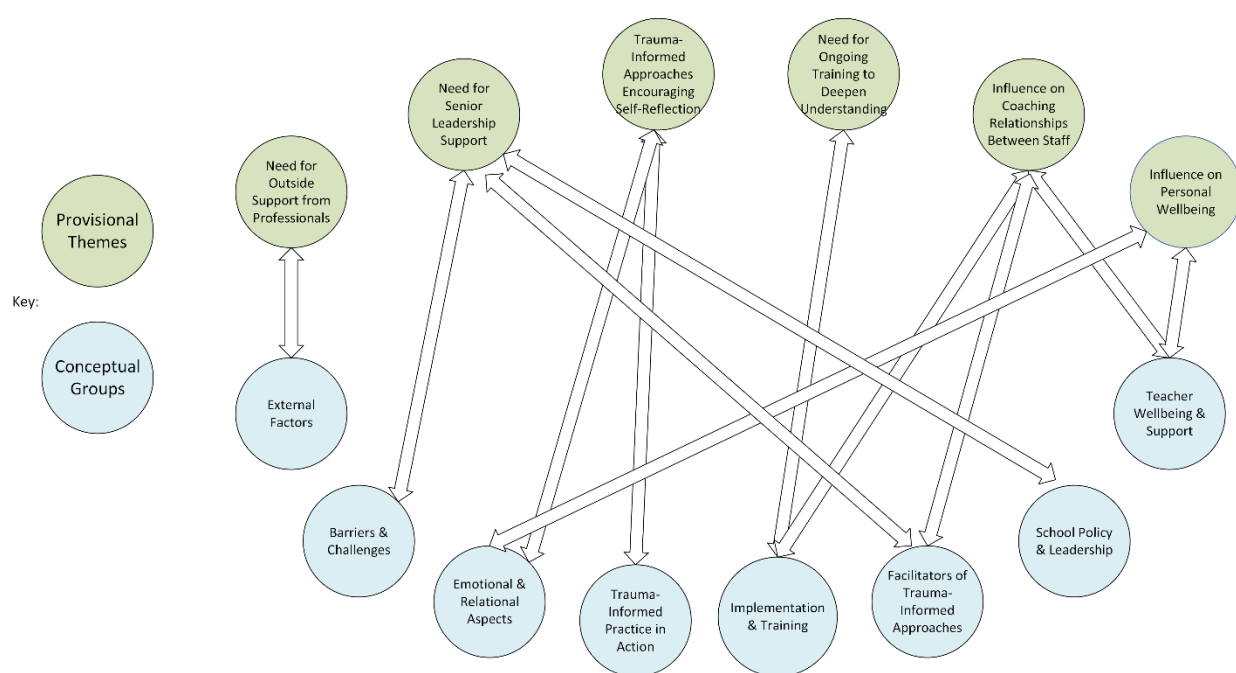 Provisional
Themes
Key:
Conceptual
Groups
Need for
Outside
Support from
Professionals
Need for
Senior
Leadership
Support
Trauma-
Informed
Approaches
Encouraging
Self-Reflection
Need for
Ongoing
Training to
Deepen
Understanding
Influence on
Coaching
Relationships
Between Staff
Influence on
Personal
Wellbeing
External
Factors
Barriers &
Challenges
Emotional &
Relational
Aspects
Trauma-
Informed
Practice in
Action
Implementation
& Training
Facilitators of
Trauma-
Informed
Approaches
School Policy
& Leadership
Teacher
Wellbeing &
Support